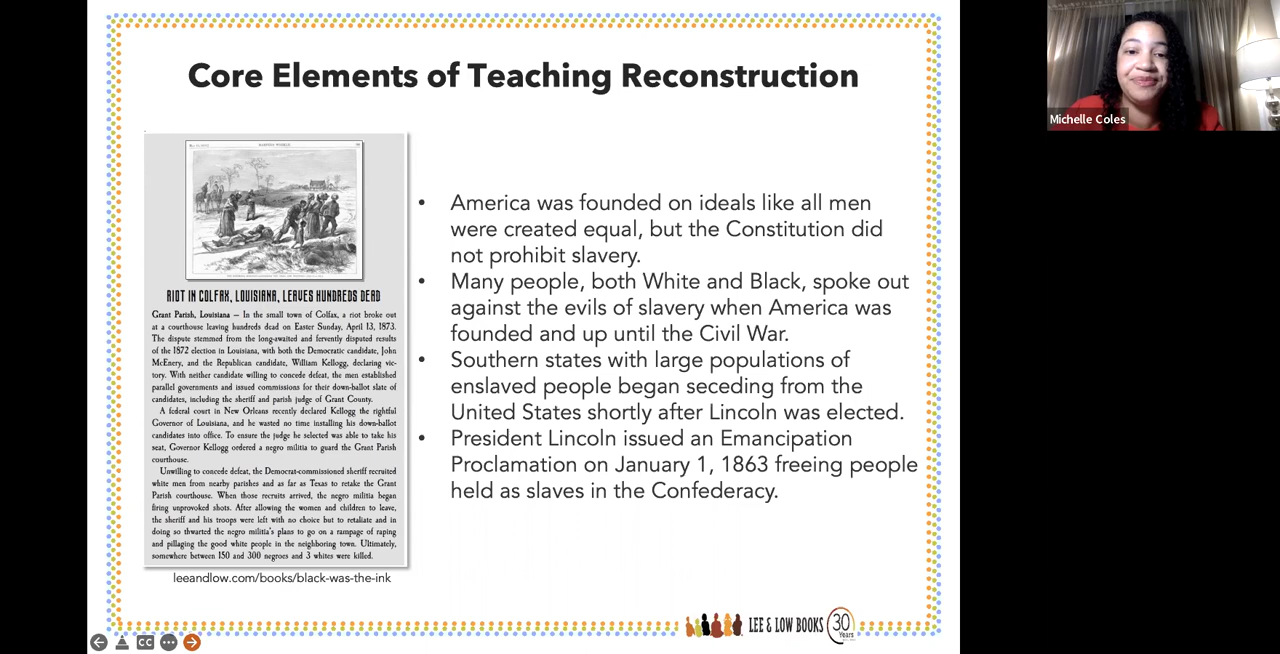 Core Elements of Teaching Reconstruction
HARPER'S WEEKLY
RIOT IN COLFAX, LOUISIANA, LEAVES HUNDREDS DEAD
Grant Parish, Louisiana — In the small town of Colfax, a riot broke out
at a courthouse leaving hundreds dead on Easter Sunday, April 13, 1873.
The dispute stemmed from the long-awaited and fervently disputed results
of the 1872 election in Louisiana, with both the Democratic candidate, John
McEnery, and the Republican candidate, William Kellogg, declaring vic-
tory. With neither candidate willing to concede defeat, the men established
parallel governments and issued commissions for their down-ballot slate of
candidates, including the sheriff and parish judge of Grant County.
A federal court in New Orleans recently declared Kellogg the rightful
Governor of Louisiana, and he wasted no time installing his down-ballot
candidates into office. To ensure the judge he selected was able to take his
seat, Governor Kellogg ordered a negro militia to guard the Grant Parish
courthouse.
Unwilling to concede defeat, the Democrat-commissioned sheriff recruited
white men from nearby parishes and as far as Texas to retake the Grant
Parish courthouse. When those recruits arrived, the negro militia began
firing unprovoked shots. After allowing the women and children to leave,
the sheriff and his troops were left with no choice but to retaliate and in
doing so thwarted the negro militia's plans to go on a rampage of raping
and pillaging the good white people in the neighboring town. Ultimately,
somewhere between 150 and 300 negroes and 3 whites were killed.
leeandlow.com/books/black-was-the-ink
• America was founded on ideals like all men
were created equal, but the Constitution did
not prohibit slavery.
• Many people, both White and Black, spoke out
against the evils of slavery when America was
founded and up until the Civil War.
• Southern states with large populations of
enslaved people began seceding from the
United States shortly after Lincoln was elected.
• President Lincoln issued an Emancipation
Proclamation on January 1, 1863 freeing people
held as slaves in the Confederacy.
LEE & LOW BOOKS
30
Years
CC
Michelle Coles